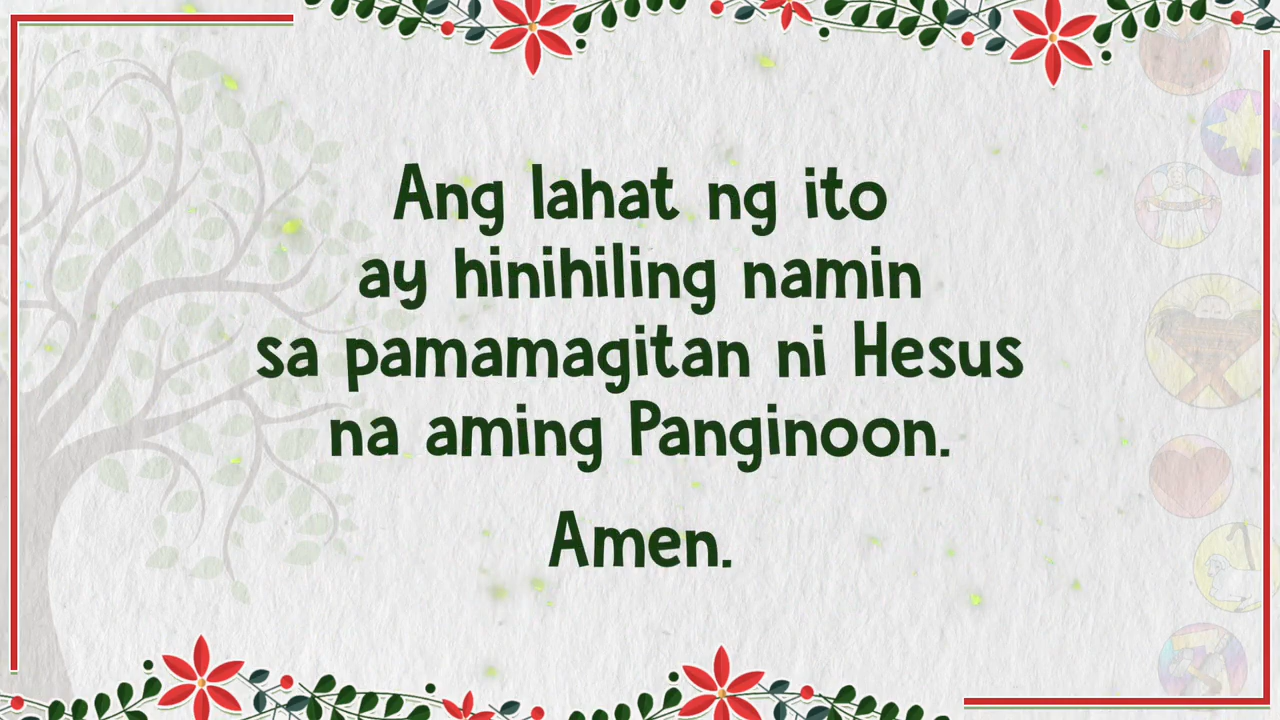 Ang lahat ng ito
ay hinihiling namin
sa pamamagitan ni Hesus
na aming Panginoon.
Amen.